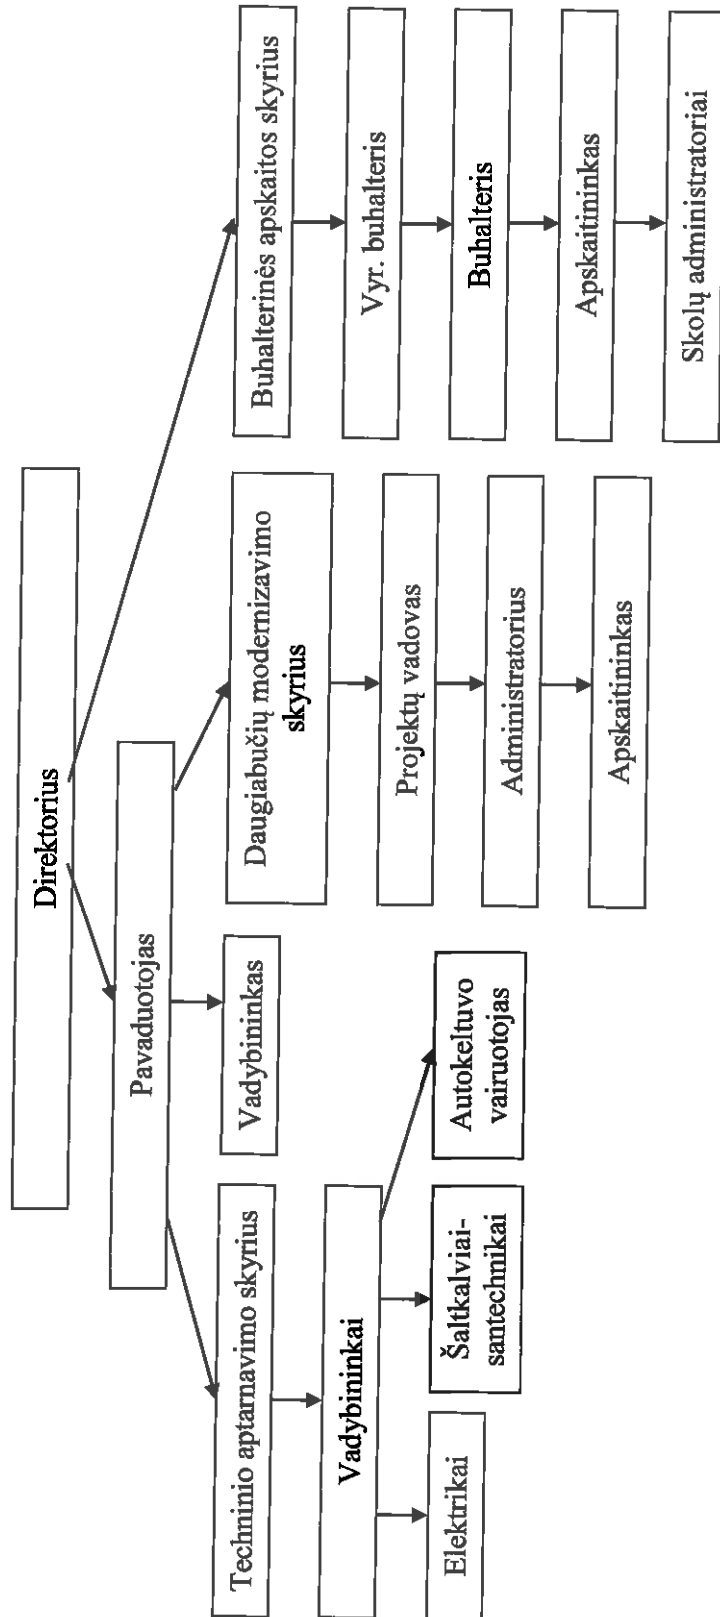 Direktorius
Pavaduotojas
Techninio aptarnavimo skyrius
Vadybininkas
Daugiabučių modernizavimo
skyrius
Buhalterinės apskaitos skyrius
Vadybininkai
Projektų vadovas
Vyr. buhalteris
Elektrikai
Šaltkalviai-
santechnikai
Autokeltuvo
vairuotojas
Administratorius
Buhalteris
Apskaitininkas
Apskaitininkas
Skolų administratoriai